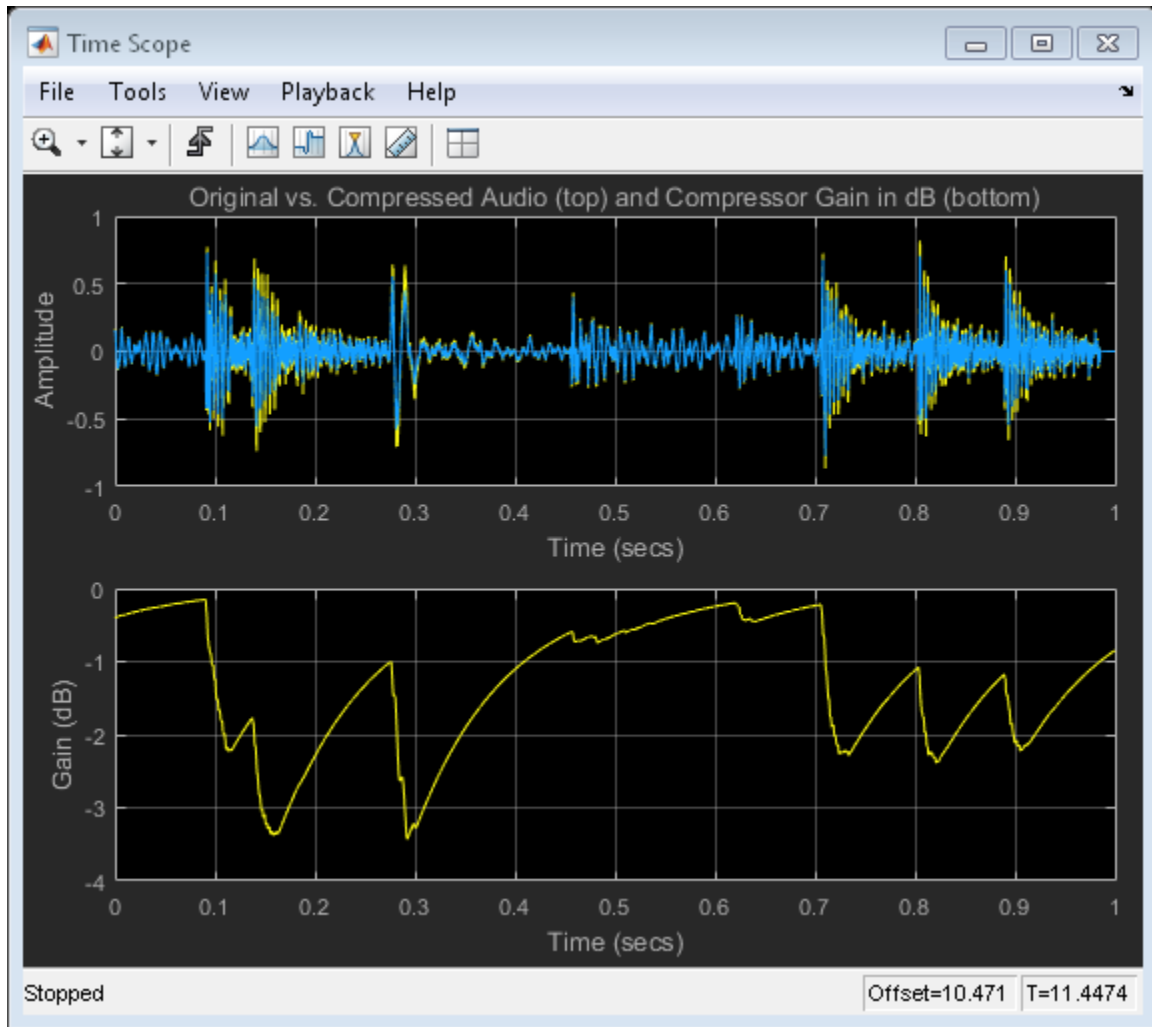 Time Scope
File Tools View Playback Help
Original vs. Compressed Audio (top) and Compressor Gain in dB (bottom)
1
0.5
0
-0.5
-1
Amplitude
0 0.1 0.2 0.3 0.4 0.5 0.6 0.7 0.8 0.9 1
Time (secs)
0
-1
-2
-3
-4
Gain (dB)
0 0.1 0.2 0.3 0.4 0.5 0.6 0.7 0.8 0.9 1
Time (secs)
Stopped Offset=10.471 T=11.4474